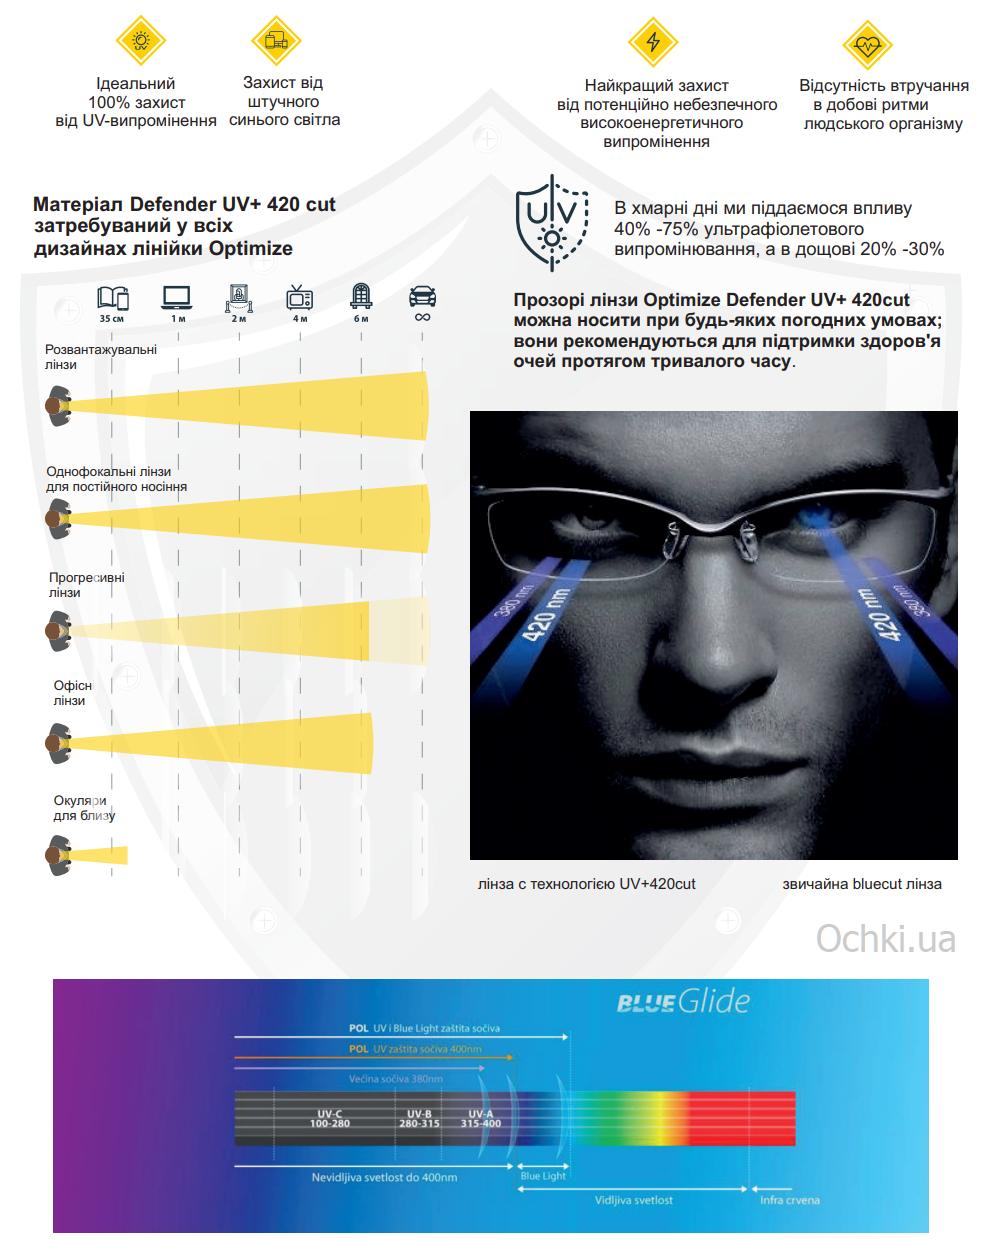 UV
Ідеальний
100% захист
від UV-випромінення
Захист від
штучного
синього світла
Найкращий захист
від потенційно небезпечного
високоенергетичного
випромінення
Відсутність втручання
в добові ритми
людського організму
Матеріал Defender UV+ 420 cut
затребуваний у всіх
дизайнах лінійки Optimize
35 см
1 м
2 м
4 м
6 м
∞
Розвантажувальні
лінзи
Однофокальні лінзи
для постійного носіння
Прогресивні
лінзи
Офісн
лінзи
Окуляри
для близу
UV
В хмарні дні ми піддаємося впливу
40% -75% ультрафіолетового
випромінювання, а в дощові 20% -30%
Прозорі лінзи Optimize Defender UV+ 420cut
можна носити при будь-яких погодних умовах;
вони рекомендуються для підтримки здоров'я
очей протягом тривалого часу.
380 nm
420 nm
420 nm
380 nm
лінза с технологією UV+420cut
звичайна bluecut лінза
Ochki.ua
BLUEGlide
POL UV i Blue Light zaštita sočiva
POL UV zaštita sočiva 400nm
Većina sočiva 380nm
UV-C
100-280
UV-B
280-315
UV-A
315-400
Nevidljiva svetlost do 400nm
Blue Light
Vidljiva svetlost
Infra crvena